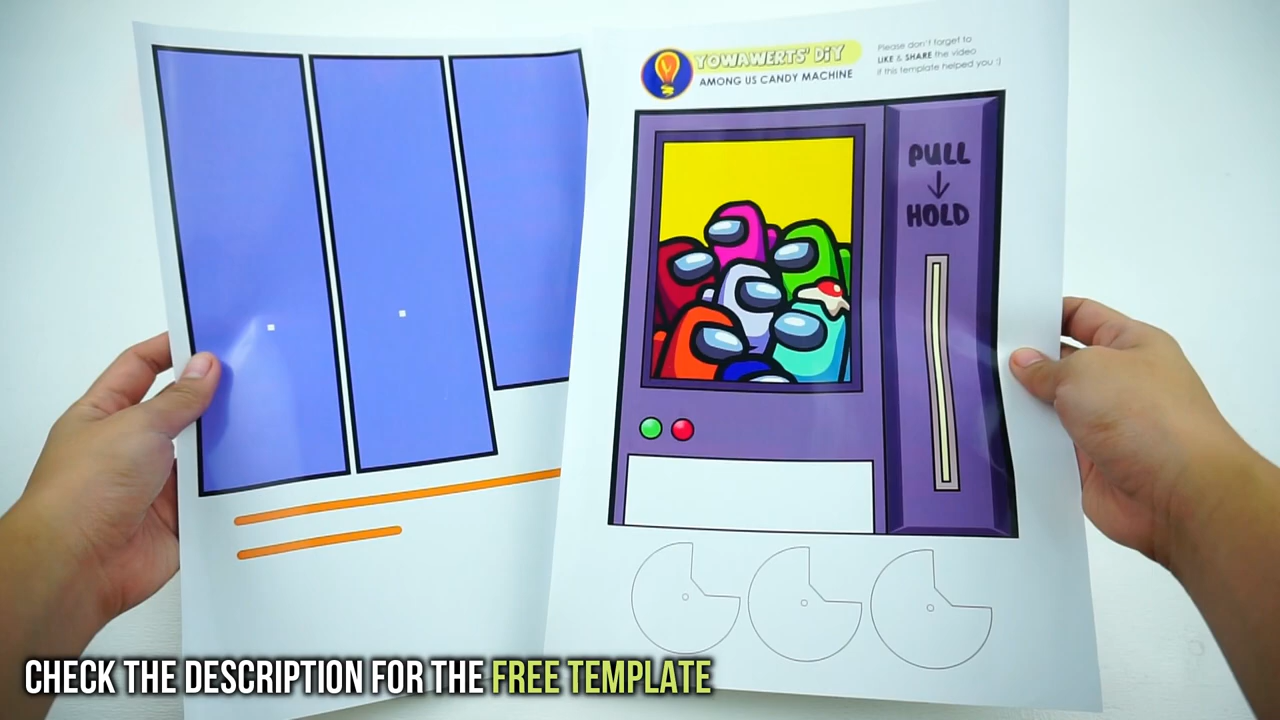 YOWAWERTS' DiY
AMONG US CANDY MACHINE
Please don't forget to
LIKE & SHARE the video
if this template helped you :)
PULL
HOLD
CHECK THE DESCRIPTION FOR THE FREE TEMPLATE